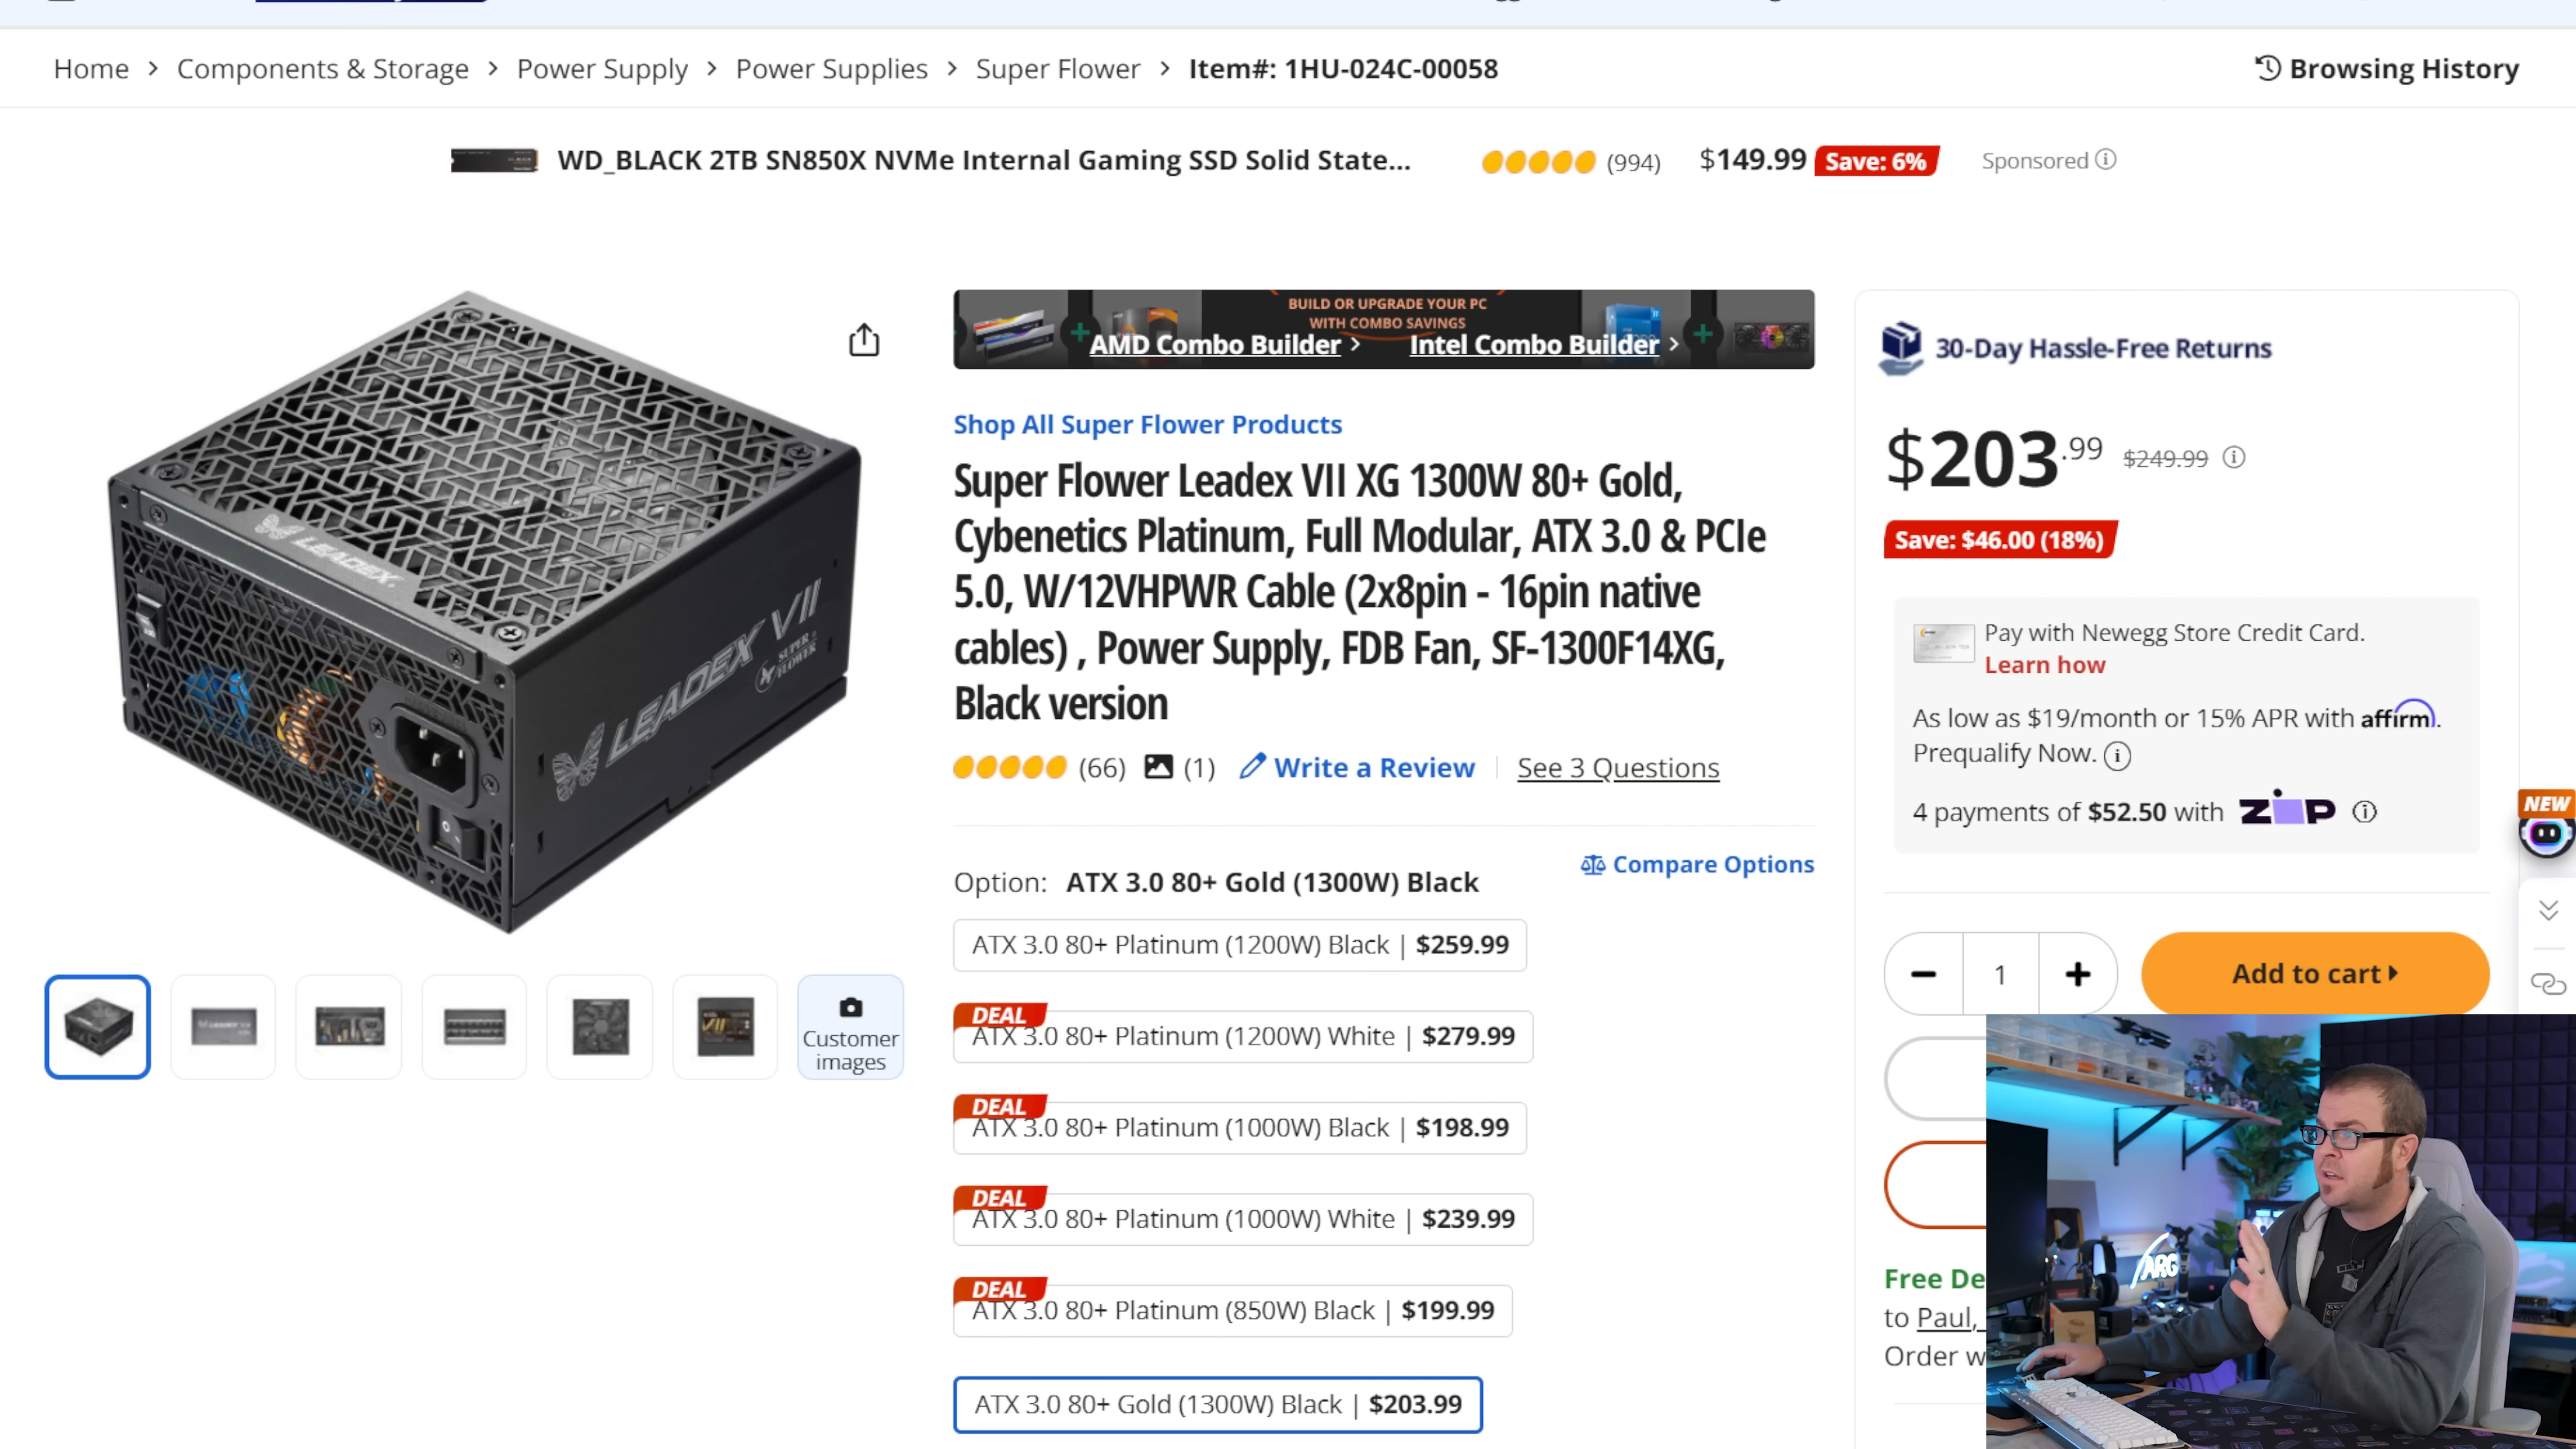 Home > Components & Storage > Power Supply > Power Supplies > Super Flower > Item#: 1HU-024C-00058
Browsing History
WD_BLACK 2TB SN850X NVMe Internal Gaming SSD Solid State... (994) $149.99 Save: 6% Sponsored
BUILD OR UPGRADE YOUR PC
WITH COMBO SAVINGS
AMD Combo Builder > Intel Combo Builder >
Shop All Super Flower Products
Super Flower Leadex VII XG 1300W 80+ Gold,
Cybenetics Platinum, Full Modular, ATX 3.0 & PCIe
5.0, W/12VHPWR Cable (2x8pin - 16pin native
cables) , Power Supply, FDB Fan, SF-1300F14XG,
Black version
(66) (1) Write a Review See 3 Questions
Option: ATX 3.0 80+ Gold (1300W) Black
Compare Options
ATX 3.0 80+ Platinum (1200W) Black | $259.99
DEAL
ATX 3.0 80+ Platinum (1200W) White | $279.99
DEAL
ATX 3.0 80+ Platinum (1000W) Black | $198.99
DEAL
ATX 3.0 80+ Platinum (1000W) White | $239.99
DEAL
ATX 3.0 80+ Platinum (850W) Black | $199.99
ATX 3.0 80+ Gold (1300W) Black | $203.99
LEADEX
LEADEX VII
SUPER FLOWER
Customer
images
30-Day Hassle-Free Returns
$203.99 $249.99
Save: $46.00 (18%)
Pay with Newegg Store Credit Card.
Learn how
As low as $19/month or 15% APR with affirm.
Prequalify Now.
4 payments of $52.50 with ZIP
NEW
1
Add to cart
Free De
to Paul,
Order w
ARG